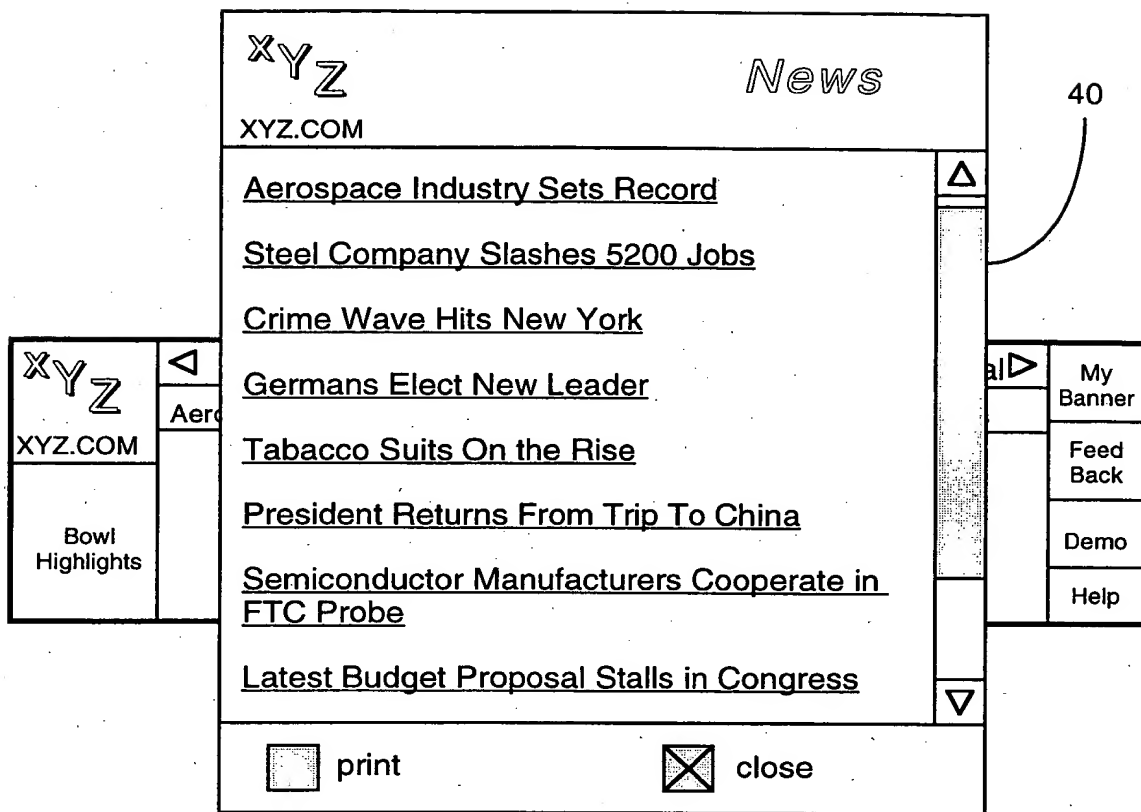 XYZ
News
XYZ.COM
40
Aerospace Industry Sets Record
Steel Company Slashes 5200 Jobs
Crime Wave Hits New York
Germans Elect New Leader
Tabacco Suits On the Rise
President Returns From Trip To China
Semiconductor Manufacturers Cooperate in
FTC Probe
Latest Budget Proposal Stalls in Congress
print
close
XYZ
XYZ.COM
Bowl
Highlights
Aero
al
My
Banner
Feed
Back
Demo
Help